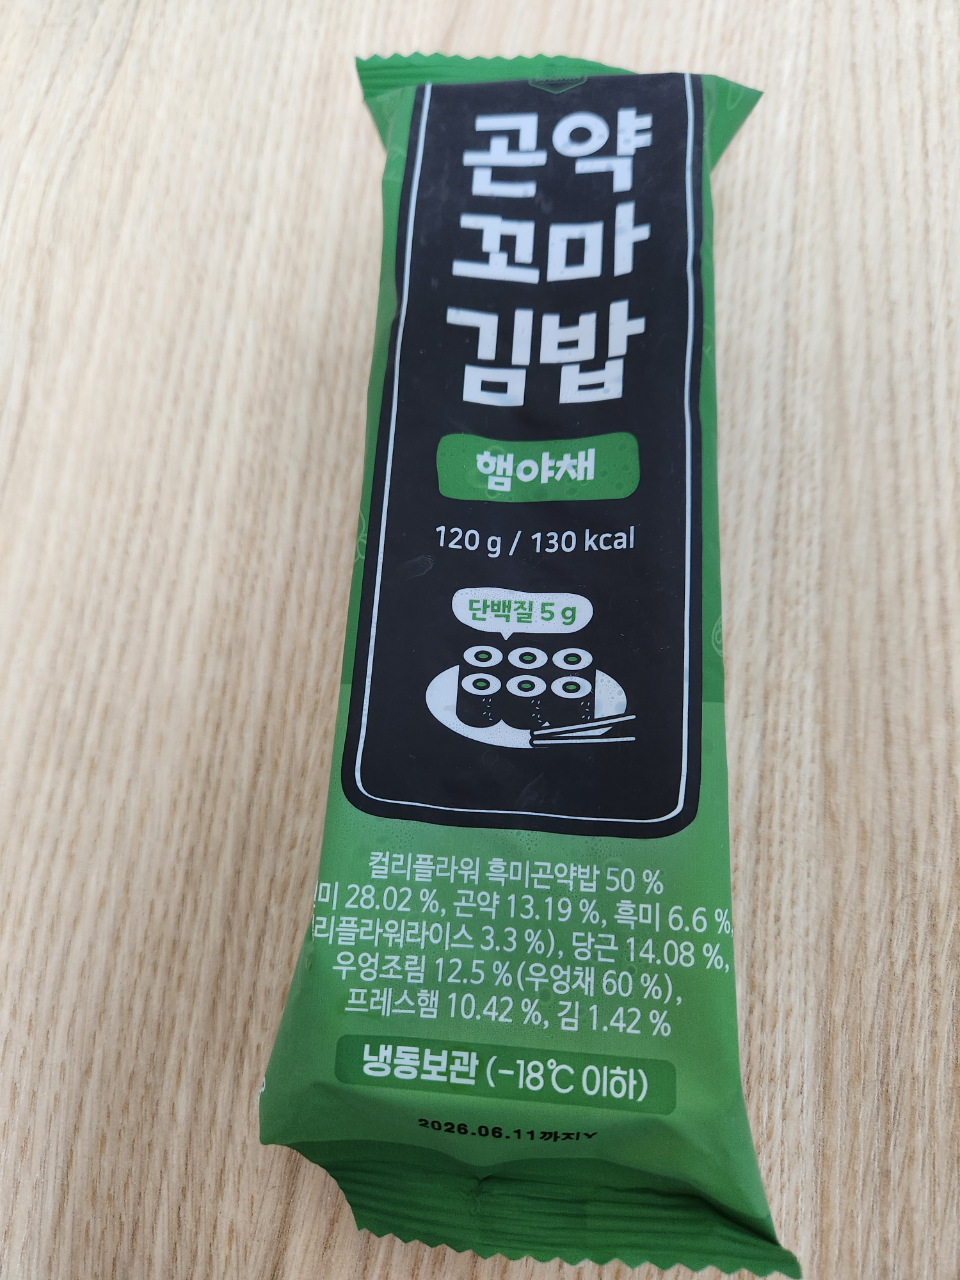 곤약
꼬마
김밥
햄야채
120 g / 130 kcal
단백질 5 g
컬리플라워 흑미곤약밥 50 %
28.02 %, 곤약 13.19 %, 흑미 6.6 %,
리플라워라이스 3.3 %), 당근 14.08 %,
우엉조림 12.5 % (우엉채 60 %),
프레스햄 10.42 %, 김 1.42 %
냉동보관 (-18℃ 이하)
2026.06.11까지Y